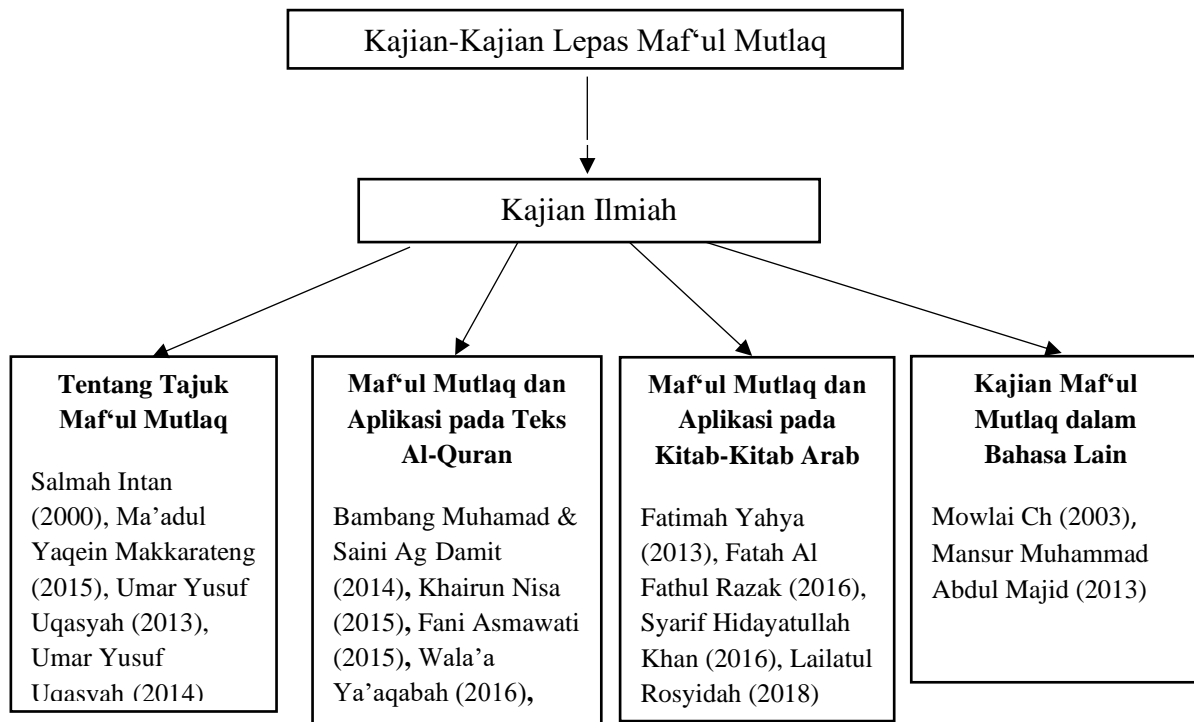 Kajian-Kajian Lepas Maf‘ul Mutlaq
Kajian Ilmiah
Tentang Tajuk
Maf‘ul Mutlaq
Salmah Intan
(2000), Ma’adul
Yaqein Makkarateng
(2015), Umar Yusuf
Uqasyah (2013),
Umar Yusuf
Uqasyah (2014)
Maf‘ul Mutlaq dan
Aplikasi pada Teks
Al-Quran
Bambang Muhamad &
Saini Ag Damit
(2014), Khairun Nisa
(2015), Fani Asmawati
(2015), Wala’a
Ya’aqabah (2016),
Maf‘ul Mutlaq dan
Aplikasi pada
Kitab-Kitab Arab
Fatimah Yahya
(2013), Fatah Al
Fathul Razak (2016),
Syarif Hidayatullah
Khan (2016), Lailatul
Rosyidah (2018)
Kajian Maf‘ul
Mutlaq dalam
Bahasa Lain
Mowlai Ch (2003),
Mansur Muhammad
Abdul Majid (2013)